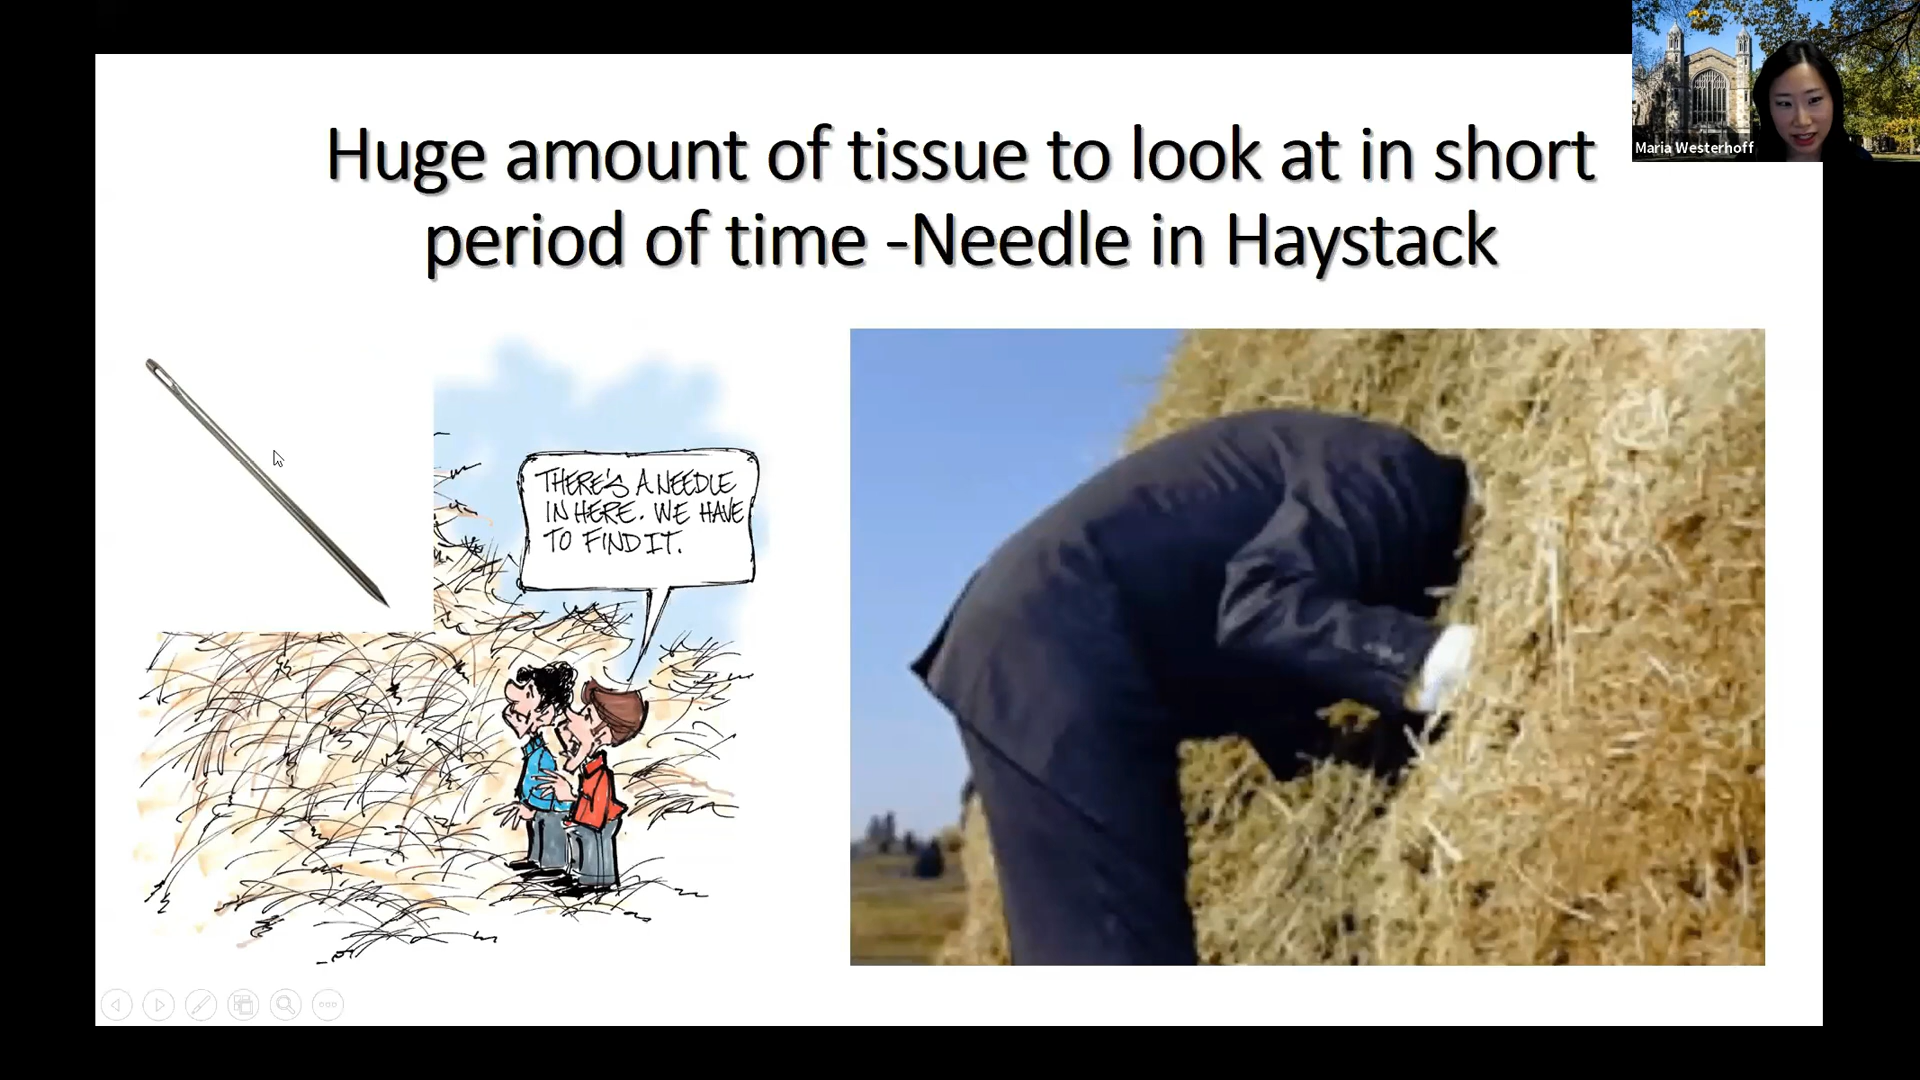 Huge amount of tissue to look at in short
period of time -Needle in Haystack
THERE'S A NEEDLE
IN HERE. WE HAVE
TO FIND IT.
Maria Westerhoff